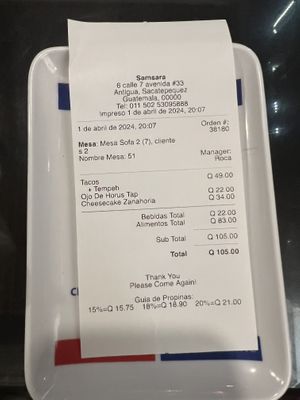 Samsara
6 calle 7 avenida #33
Antigua, Sacatepequez
Guatemala, 00000
Tel: 011 502 53095888
Impreso 1 de abril de 2024, 20:07
1 de abril de 2024, 20:07 Orden #:
38180
Mesa: Mesa Sofa 2 (7), cliente
s 2
Nombre Mesa: 51 Manager:
Roca
Tacos Q 49.00
+ Tempeh
Ojo De Horus Tap Q 22.00
Cheesecake Zanahoria Q 34.00
Bebidas Total Q 22.00
Alimentos Total Q 83.00
Sub Total Q 105.00
Total Q 105.00
Thank You
Please Come Again!
Guia de Propinas:
15%=Q 15.75 18%=Q 18.90 20%=Q 21.00